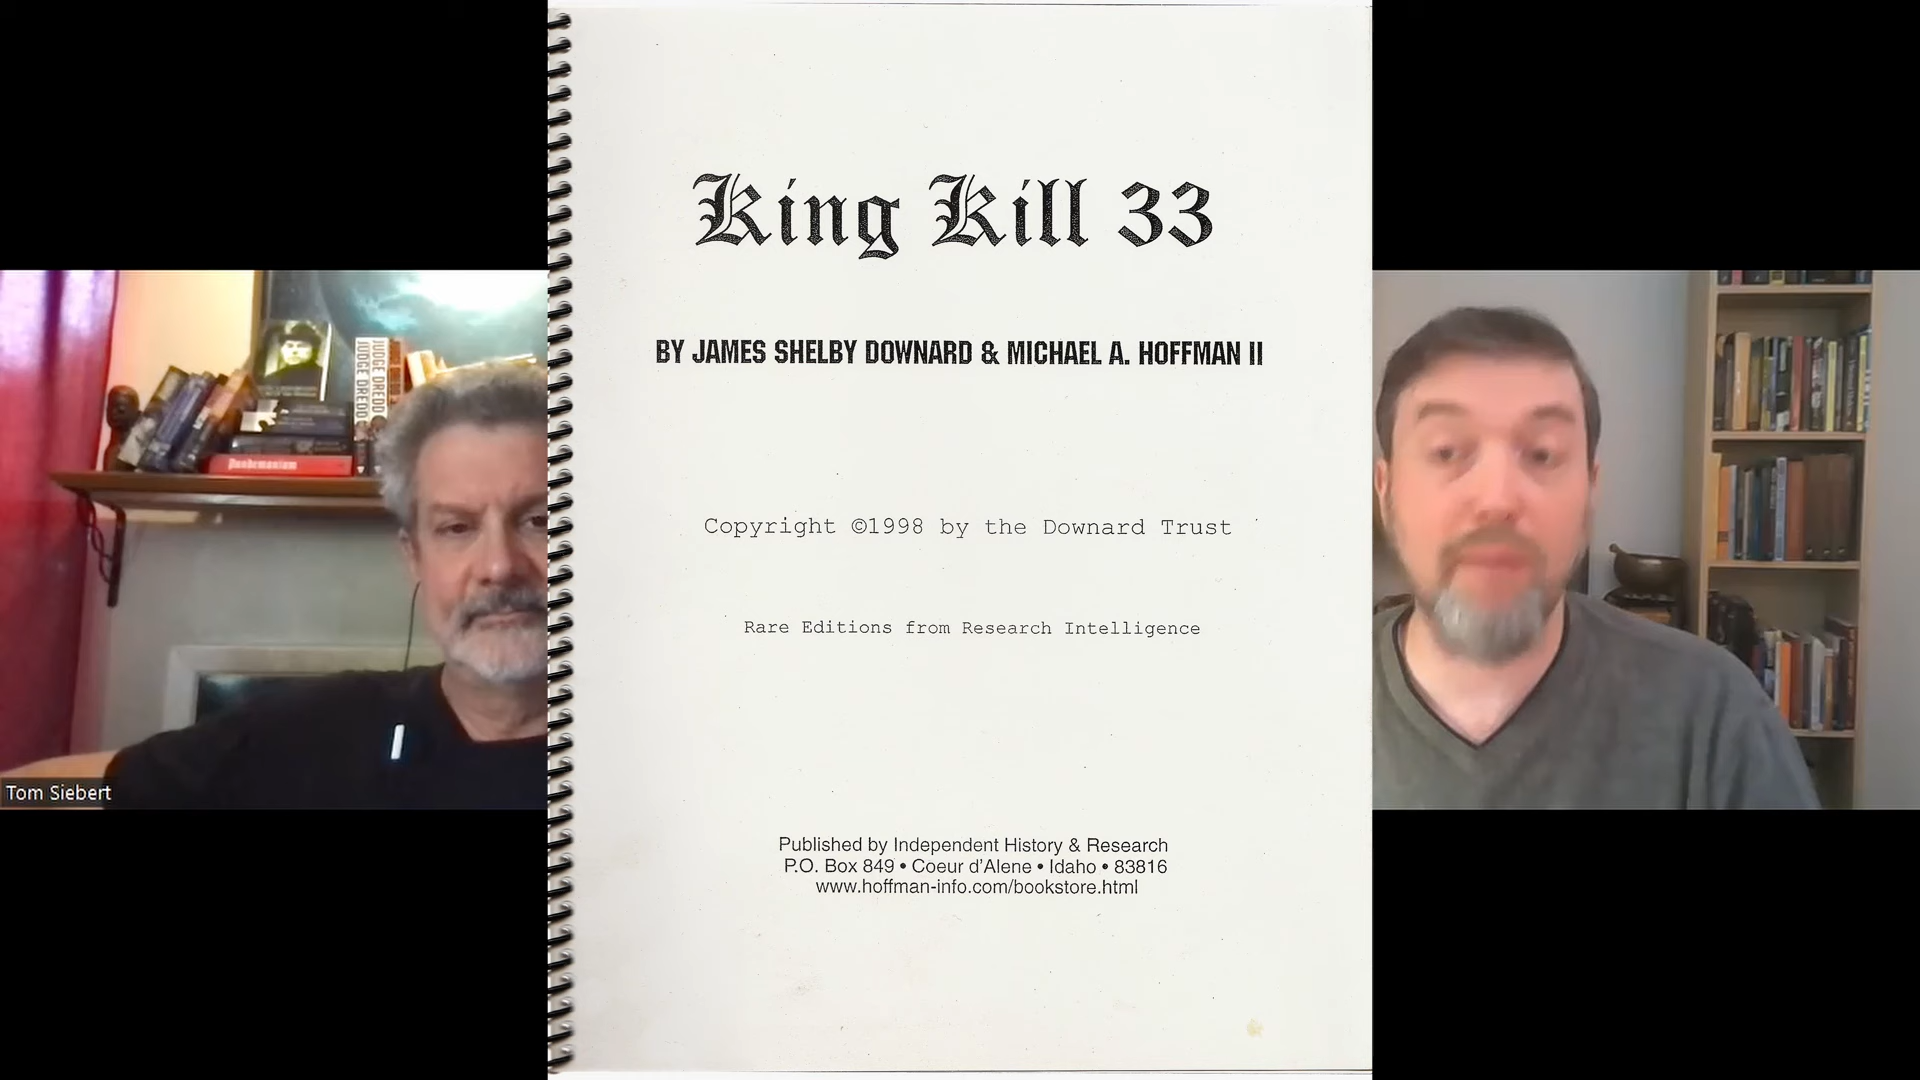 King Kill 33
BY JAMES SHELBY DOWNARD & MICHAEL A. HOFFMAN II
Copyright ©1998 by the Downard Trust
Rare Editions from Research Intelligence
Published by Independent History & Research
P.O. Box 849 • Coeur d'Alene • Idaho • 83816
www.hoffman-info.com/bookstore.html
JUDGE DREDD
JUDGE DREDD
Pandemonium
Tom Siebert